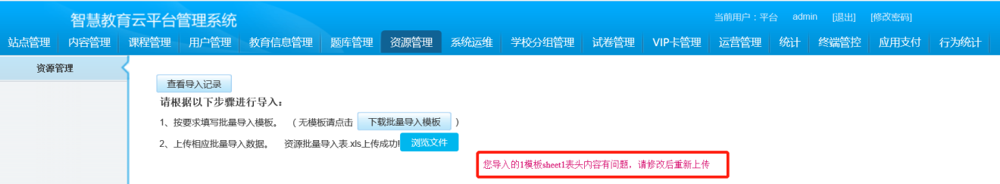 智慧教育云平台管理系统
当前用户：平台 admin [退出] [修改密码]
站点管理 内容管理 课程管理 用户管理 教育信息管理 题库管理 资源管理 系统运维 学校分组管理 试卷管理 VIP卡管理 运营管理 统计 终端管控 应用支付 行为统计
资源管理
查看导入记录
请根据以下步骤进行导入：
1、按要求填写批量导入模板。 （无模板请点击 下载批量导入模板 ）
2、上传相应批量导入数据。 资源批量导入表.xls上传成功! 浏览文件
您导入的1模板sheet1表头内容有问题，请修改后重新上传